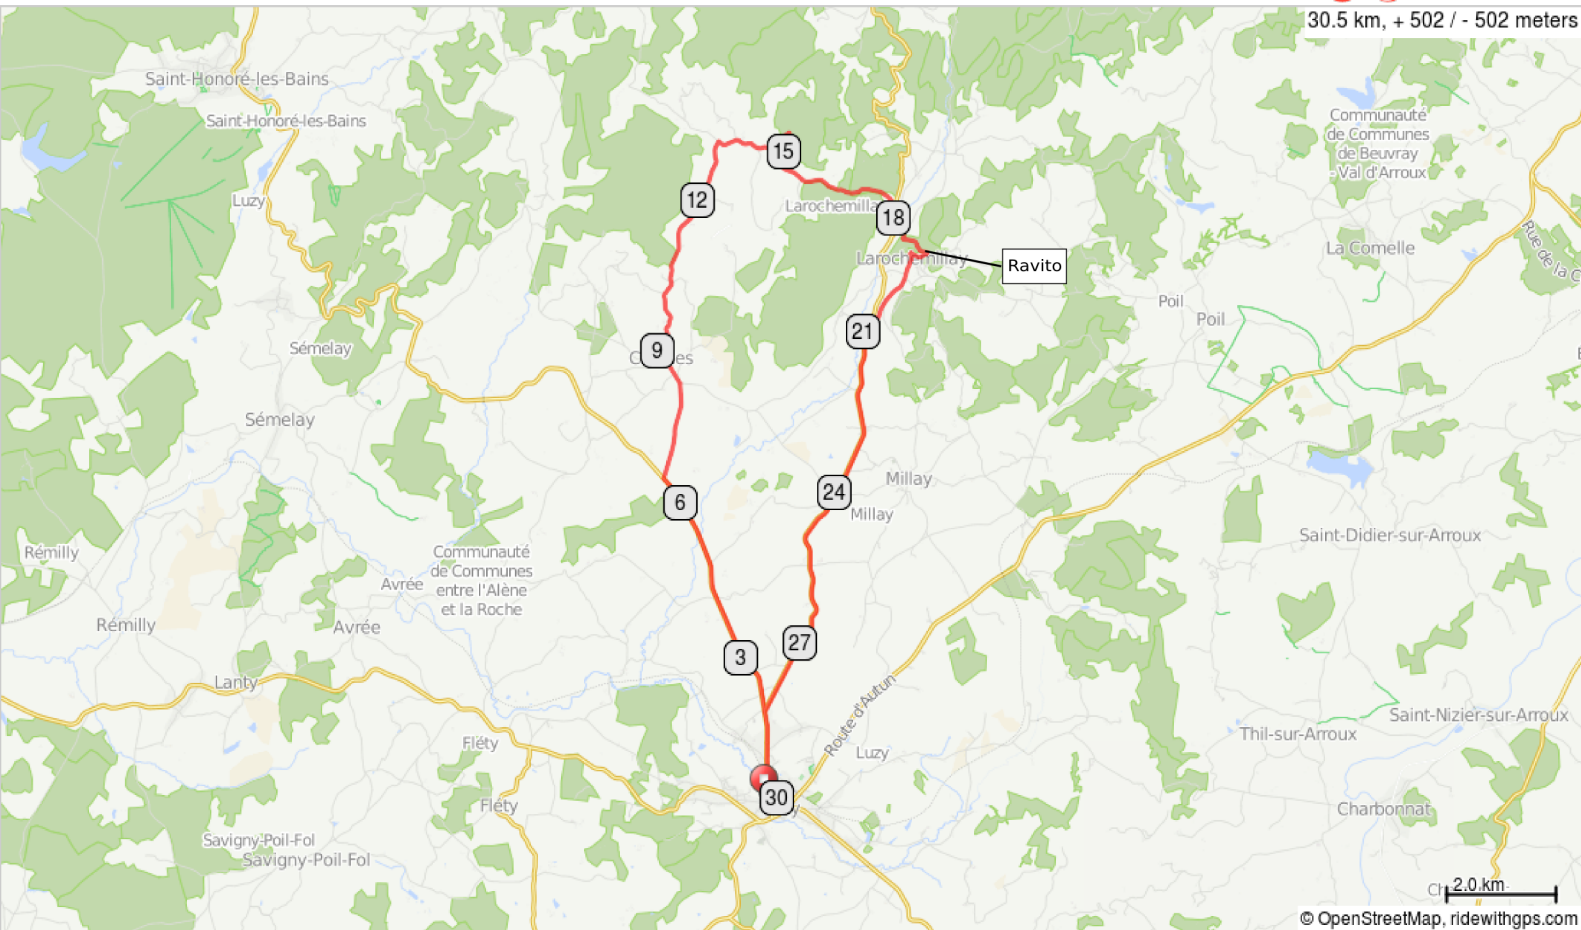 30.5 km, + 502 / - 502 meters
Saint-Honoré-les-Bains
Saint-Honoré-les-Bains
Communauté
de Communes
de Beuvray
- Val d'Arroux
15
12
Luzy
18
Rue de la C
La Comelle
Larochemillay
Ravito
Poil
Poil
21
Sémelay
9
Sémelay
Millay
24
6
Millay
Saint-Didier-sur-Arroux
Rémilly
Communauté
de Communes
entre l'Alène
et la Roche
Avrée
Rémilly
Avrée
27
3
Lanty
Route d'Autun
Saint-Nizier-sur-Arroux
Thil-sur-Arroux
Fléty
Luzy
30
Fléty
Charbonnat
Savigny-Poil-Fol
Savigny-Poil-Fol
2.0 km
© OpenStreetMap, ridewithgps.com